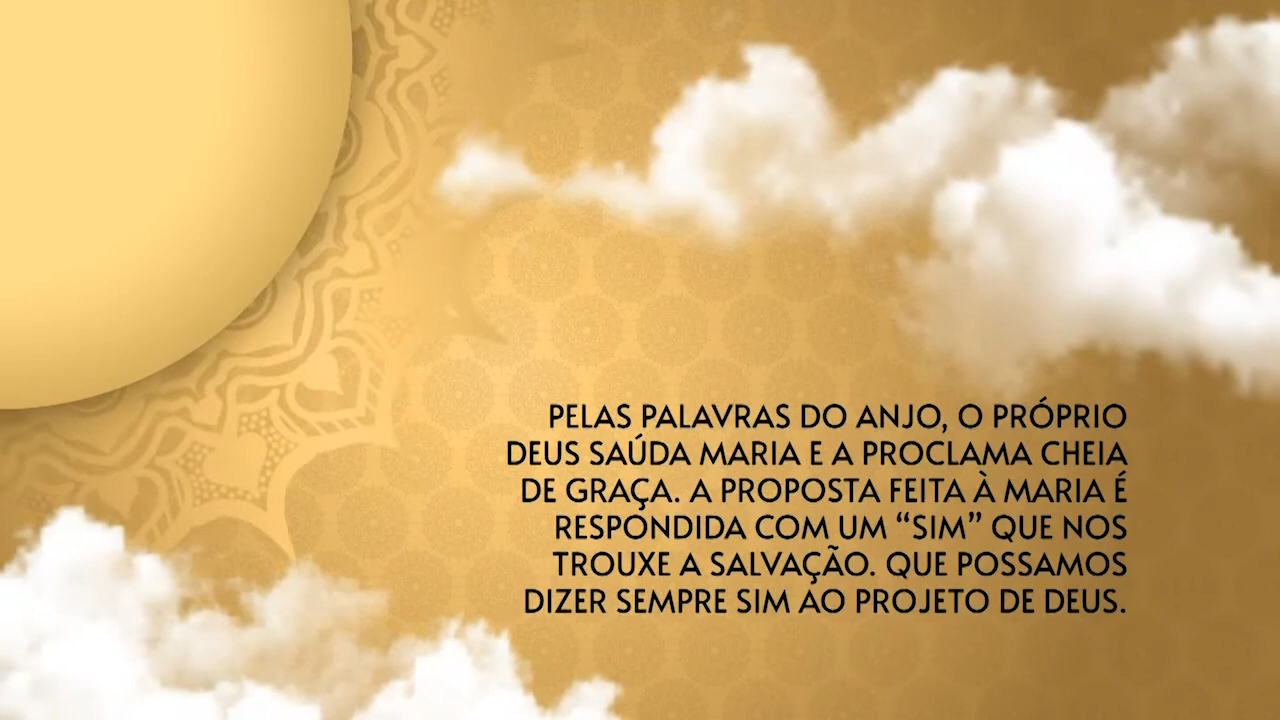 PELAS PALAVRAS DO ANJO, O PRÓPRIO
DEUS SAÚDA MARIA E A PROCLAMA CHEIA
DE GRAÇA. A PROPOSTA FEITA À MARIA É
RESPONDIDA COM UM “SIM” QUE NOS
TROUXE A SALVAÇÃO. QUE POSSAMOS
DIZER SEMPRE SIM AO PROJETO DE DEUS.